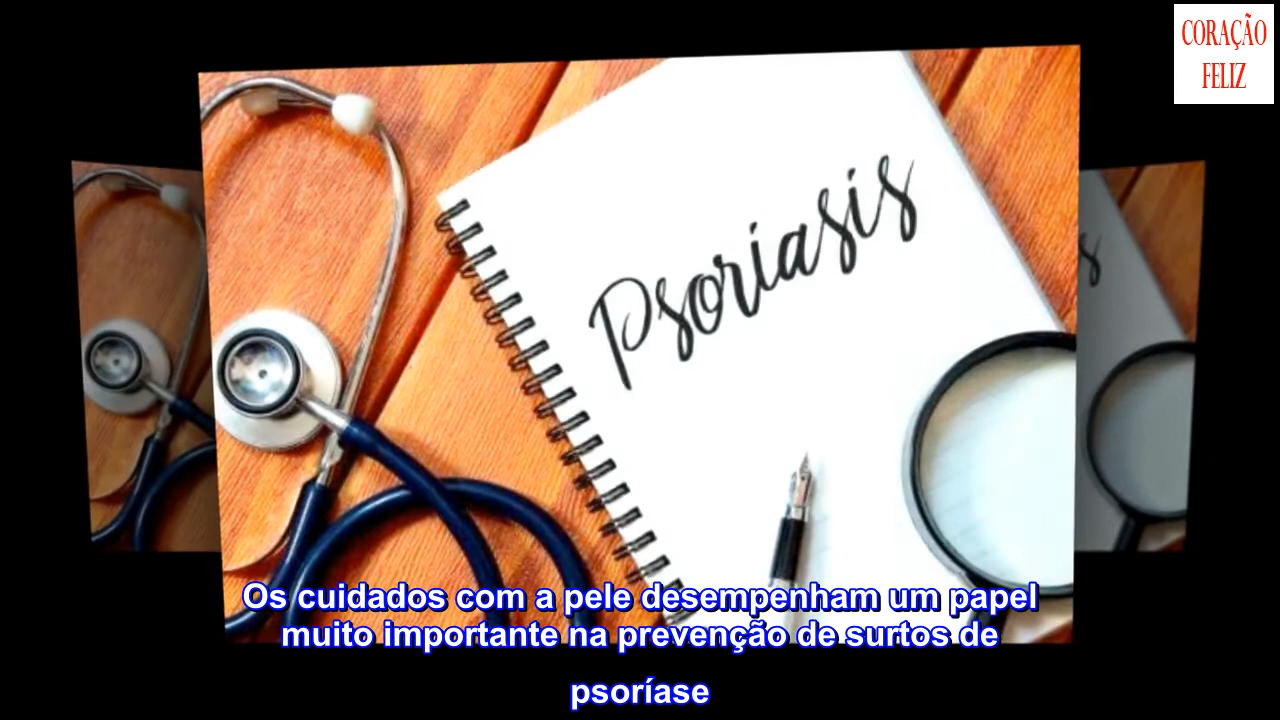 CORAÇÃO
FELIZ
Psoriasis
s
Os cuidados com a pele desempenham um papel
muito importante na prevenção de surtos de
psoríase